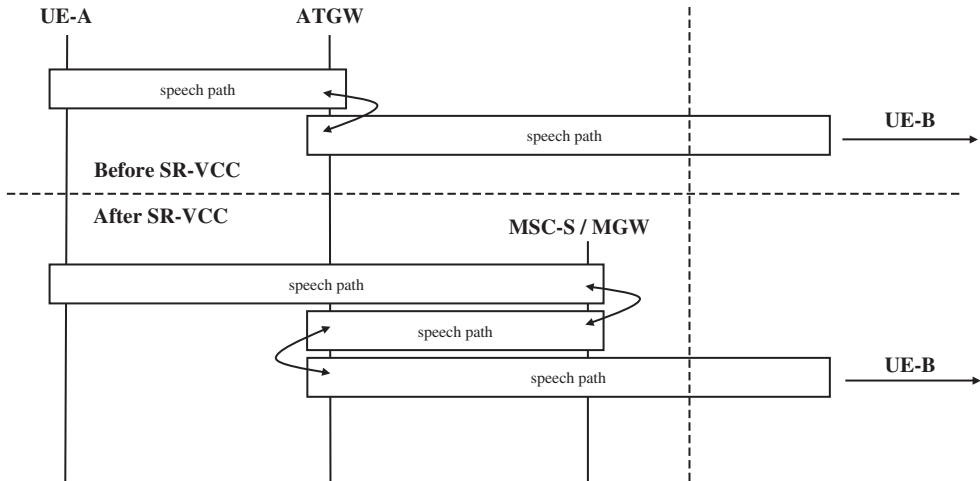 UE-A
ATGW
speech path
speech path
UE-B
Before SR-VCC
After SR-VCC
MSC-S / MGW
speech path
speech path
speech path
UE-B